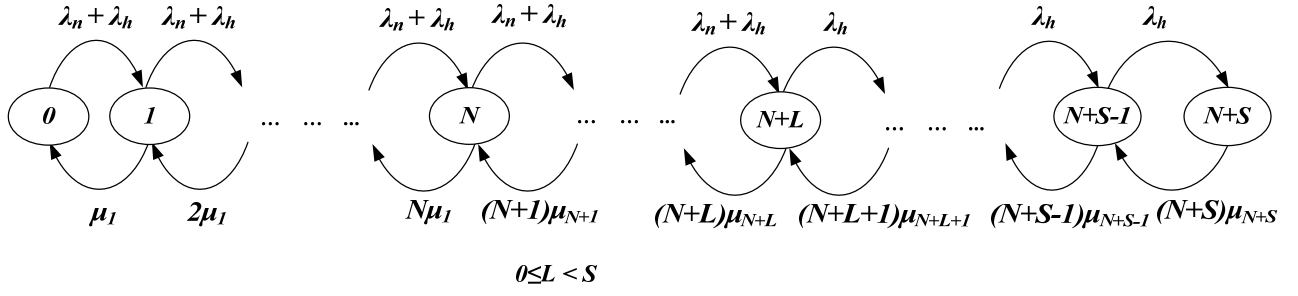 λn + λh λn + λh λn + λh λn + λh λn + λh λh λh λh
0 1 ... ... ... N ... ... ... N+L ... ... ... N+S-1 N+S
μ1 2μ1 Nμ1 (N+1)μN+1 (N+L)μN+L (N+L+1)μN+L+1 (N+S-1)μN+S-1 (N+S)μN+S
0≤L < S